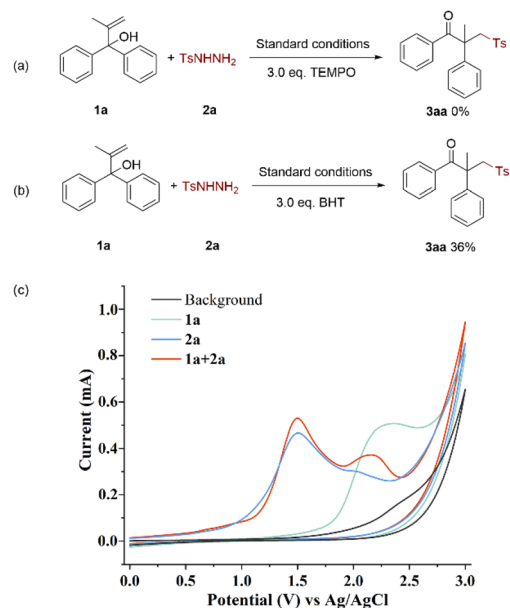 (a)
OH
1a
+
TsNHNH₂
2a
Standard conditions
3.0 eq. TEMPO
O
Ts
3aa 0%
(b)
OH
1a
+
TsNHNH₂
2a
Standard conditions
3.0 eq. BHT
O
Ts
3aa 36%
(c)
Background
1a
2a
1a+2a
Current (mA)
1.0
0.8
0.6
0.4
0.2
0.0
0.0 0.5 1.0 1.5 2.0 2.5 3.0
Potential (V) vs Ag/AgCl